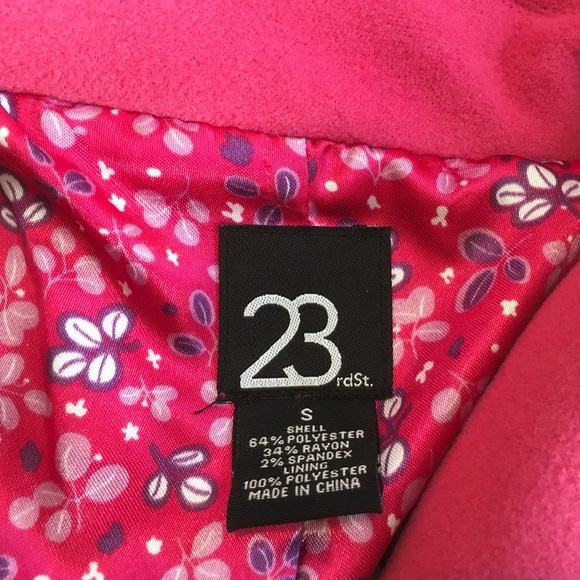 23rdSt.
S
SHELL
64% POLYESTER
34% RAYON
2% SPANDEX
LINING
100% POLYESTER
MADE IN CHINA